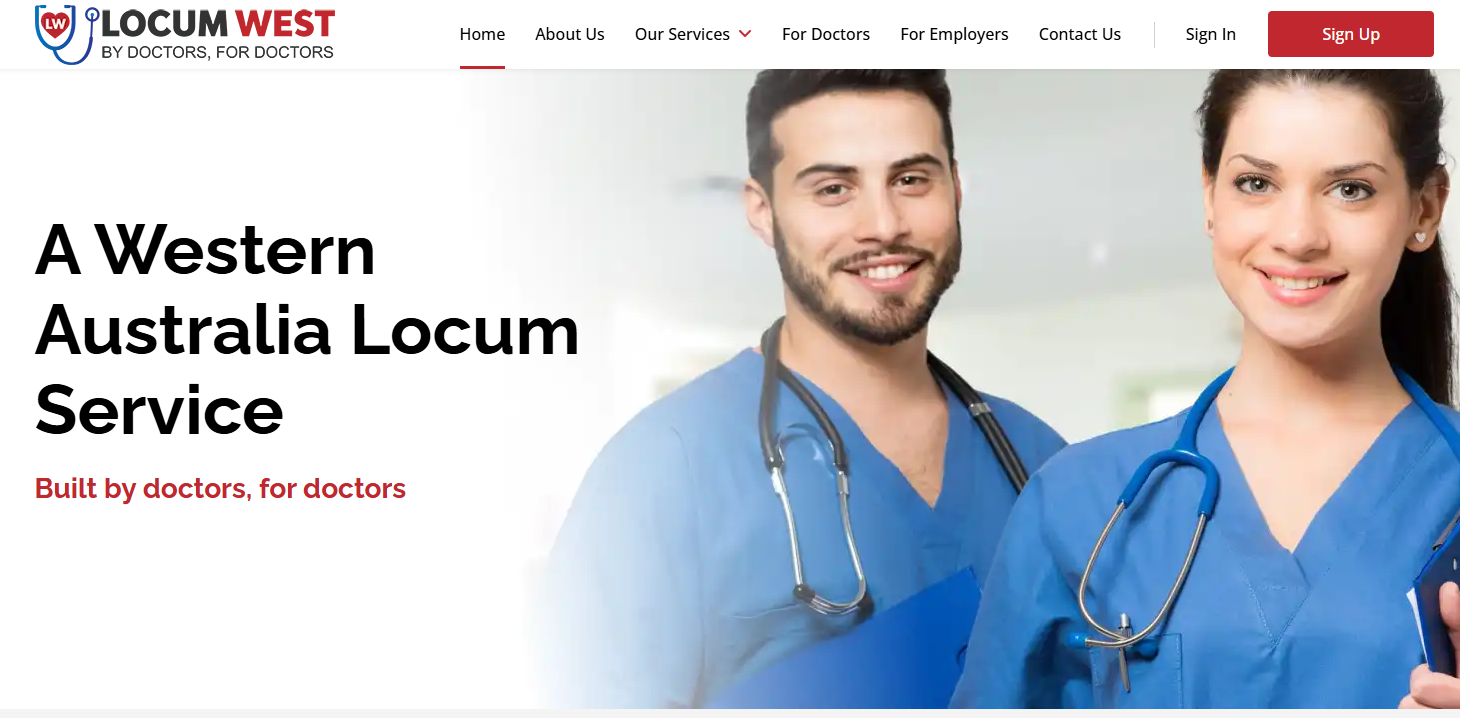 LW
LOCUM WEST
BY DOCTORS, FOR DOCTORS
Home About Us Our Services For Doctors For Employers Contact Us Sign In Sign Up
A Western
Australia Locum
Service
Built by doctors, for doctors